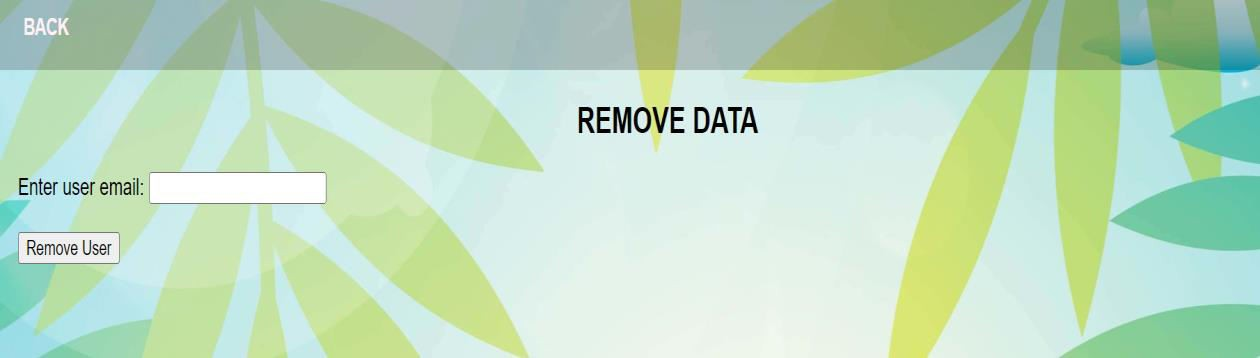 BACK
REMOVE DATA
Enter user email:
Remove User